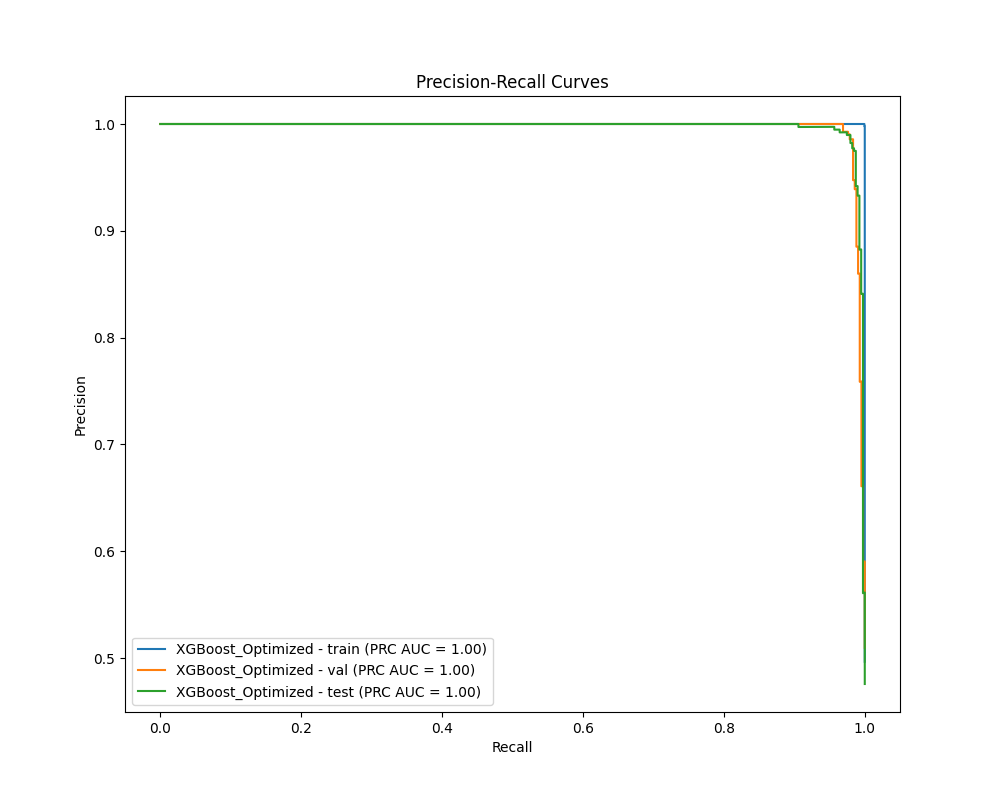 Precision-Recall Curves
1.0
0.9
0.8
0.7
0.6
0.5
Precision
XGBoost_Optimized - train (PRC AUC = 1.00)
XGBoost_Optimized - val (PRC AUC = 1.00)
XGBoost_Optimized - test (PRC AUC = 1.00)
0.0 0.2 0.4 0.6 0.8 1.0
Recall